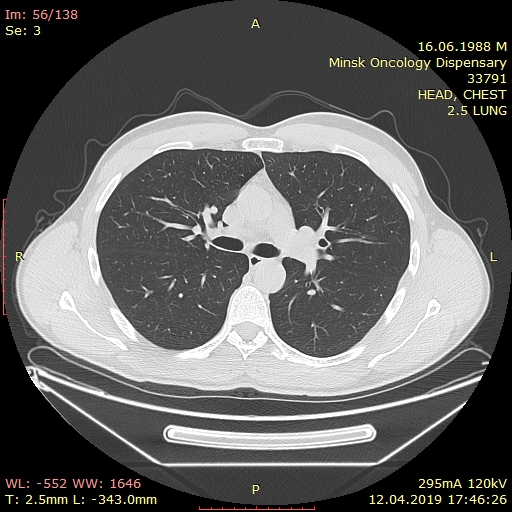 Im: 56/138
Se: 3
A
16.06.1988 M
Minsk Oncology Dispensary
33791
HEAD, CHEST
2.5 LUNG
R
L
WL: -552 WW: 1646
T: 2.5mm L: -343.0mm
P
295mA 120kV
12.04.2019 17:46:26